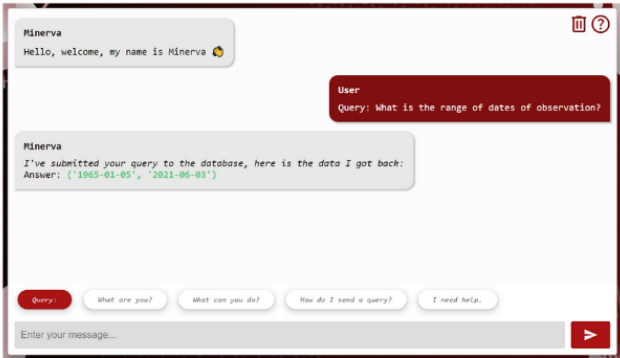 Minerva
Hello, welcome, my name is Minerva
User
Query: What is the range of dates of observation?
Minerva
I've submitted your query to the database, here is the data I got back:
Answer: ('1965-01-05', '2021-06-03')
Query: What are you? What can you do? How do I send a query? I need help.
Enter your message...